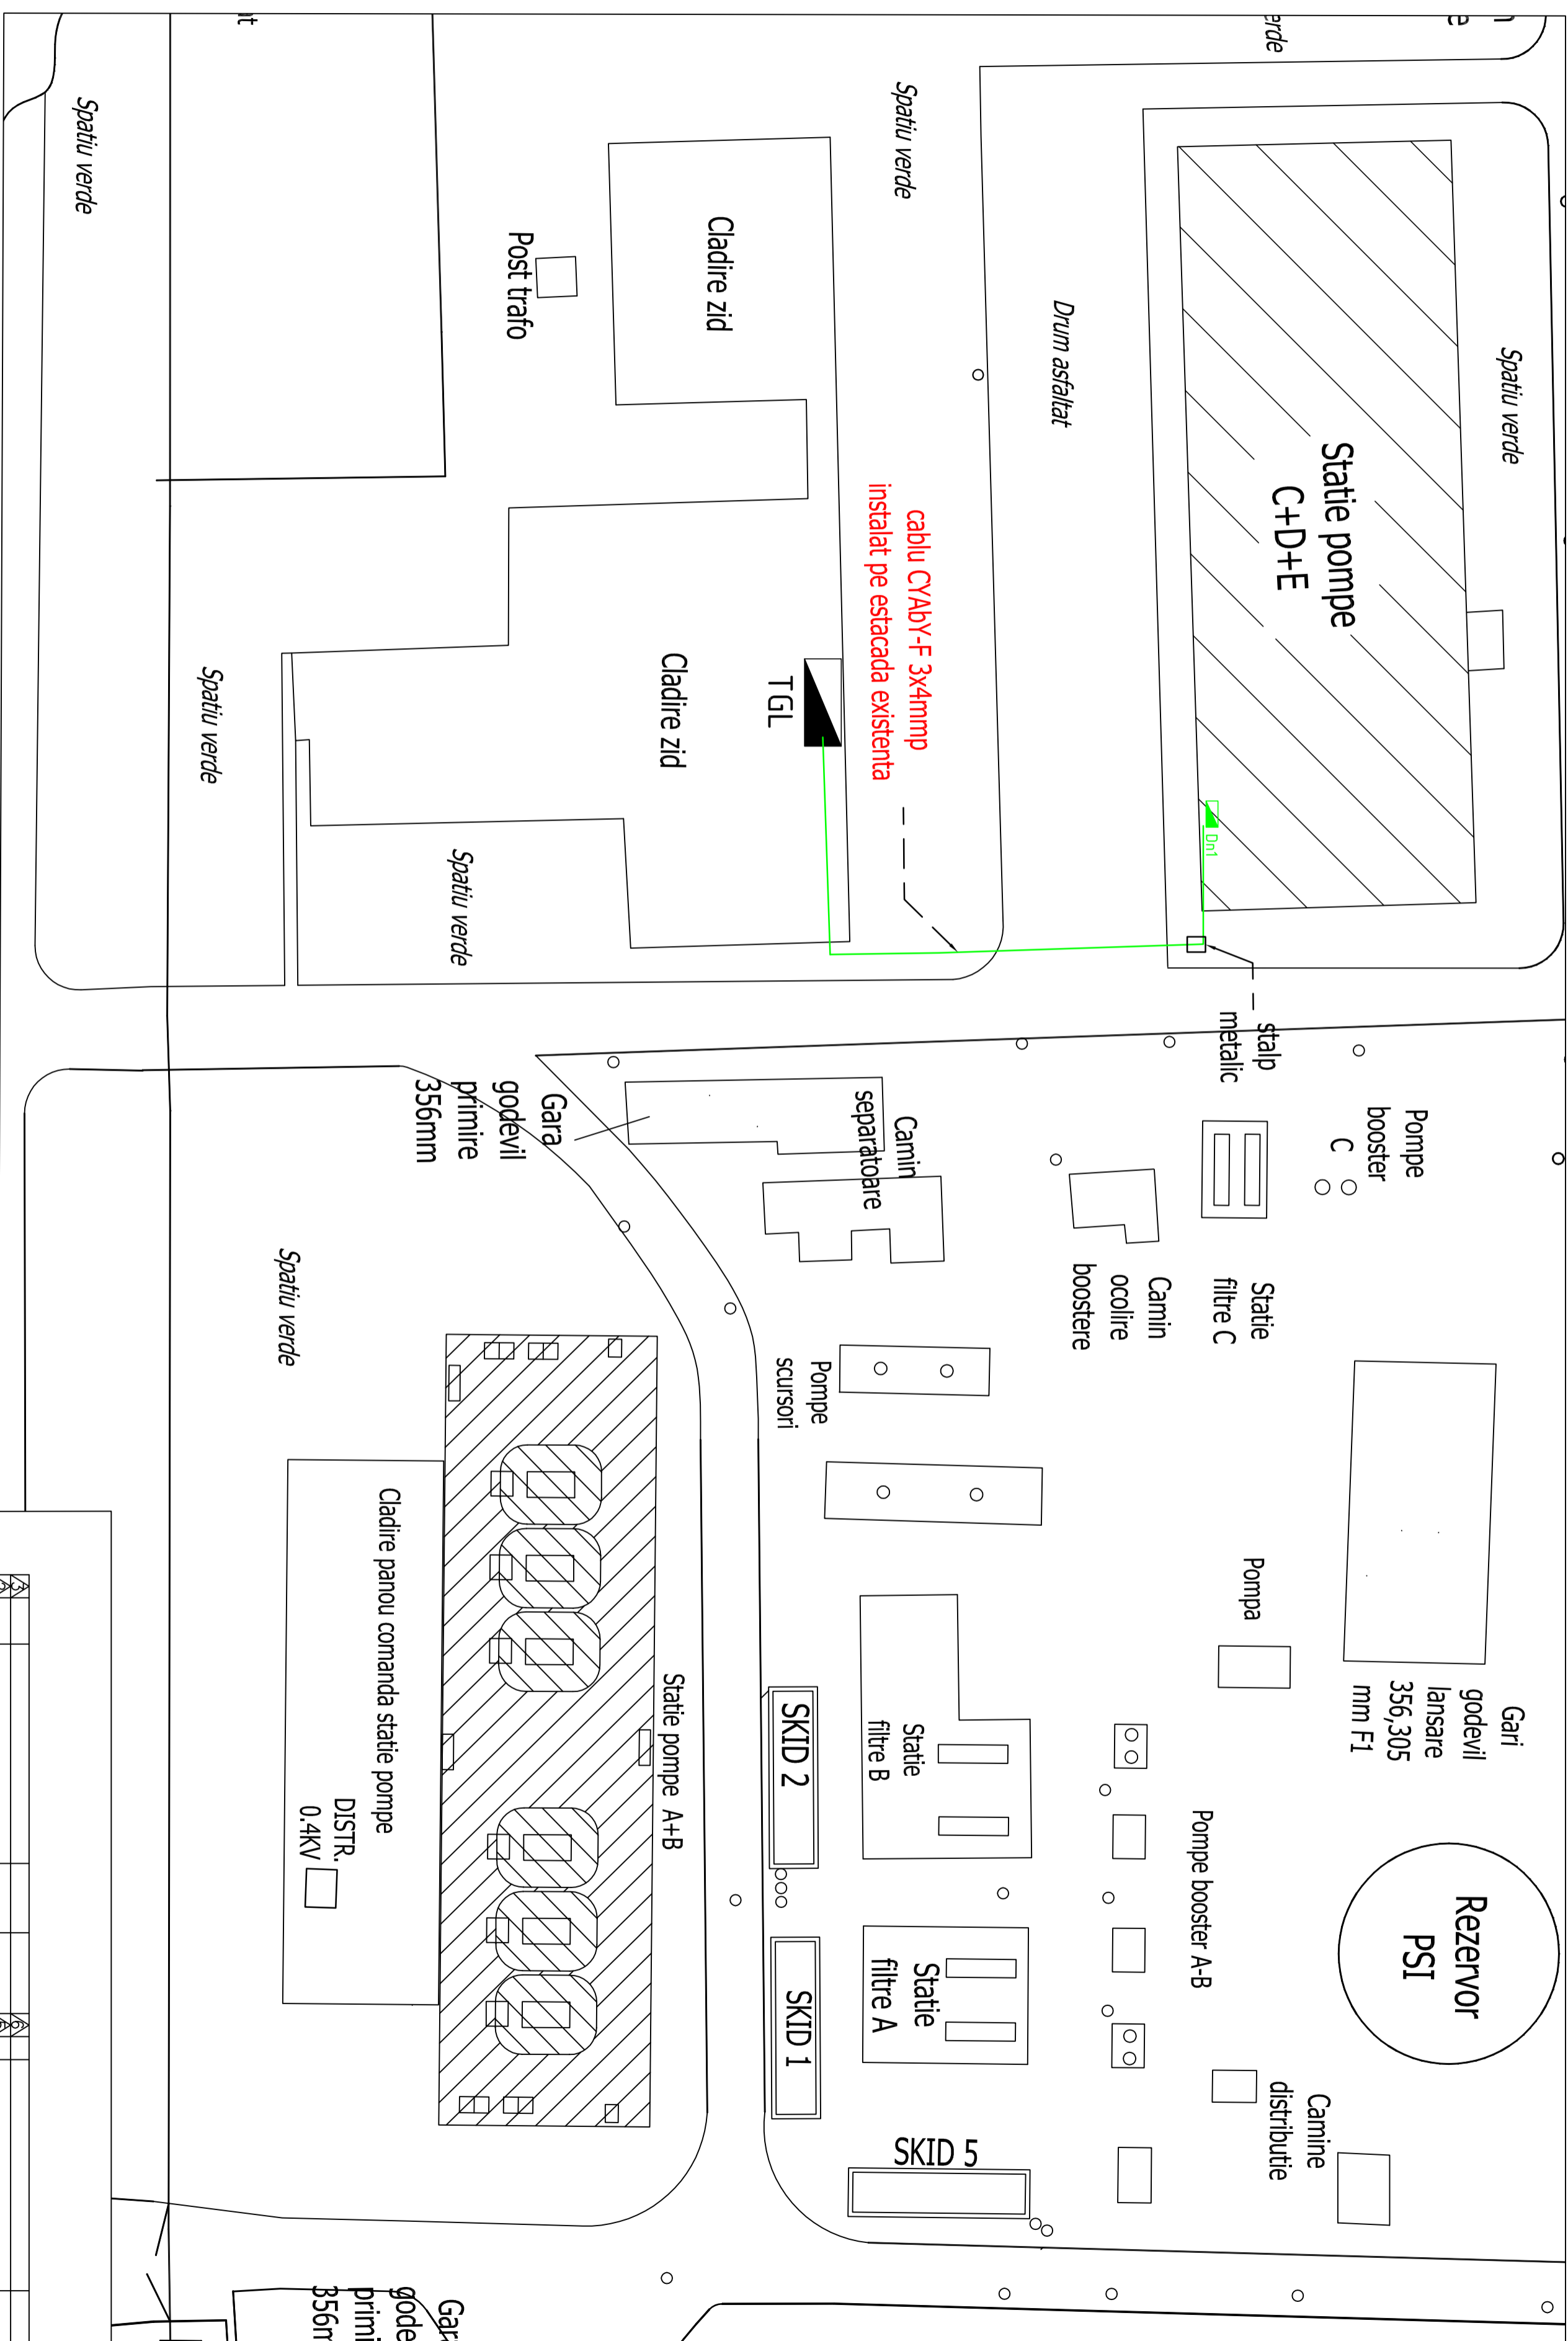 Spatiu verde
Statie pompe
C+D+E
Dn1
stalp
metalic
Drum asfaltat
Spatiu verde
cablu CYAbY-F 3x4mmp
instalat pe estacada existenta
TGL
Cladire zid
Cladire zid
Post trafo
Spatiu verde
Spatiu verde
Spatiu verde
Pompe
booster
C
Statie
filtre C
Camin
ocolire
boostere
Camin
separatoare
Gara
godevil
primire
356mm
Pompe
scursori
Gari
godevil
lansare
356,305
mm F1
Pompa
Pompe booster A-B
Rezervor
PSI
Camine
distributie
Statie
filtre B
Statie
filtre A
SKID 2
SKID 1
SKID 5
Statie pompe A+B
Cladire panou comanda statie pompe
DISTR.
0.4KV
Spatiu verde
3
6